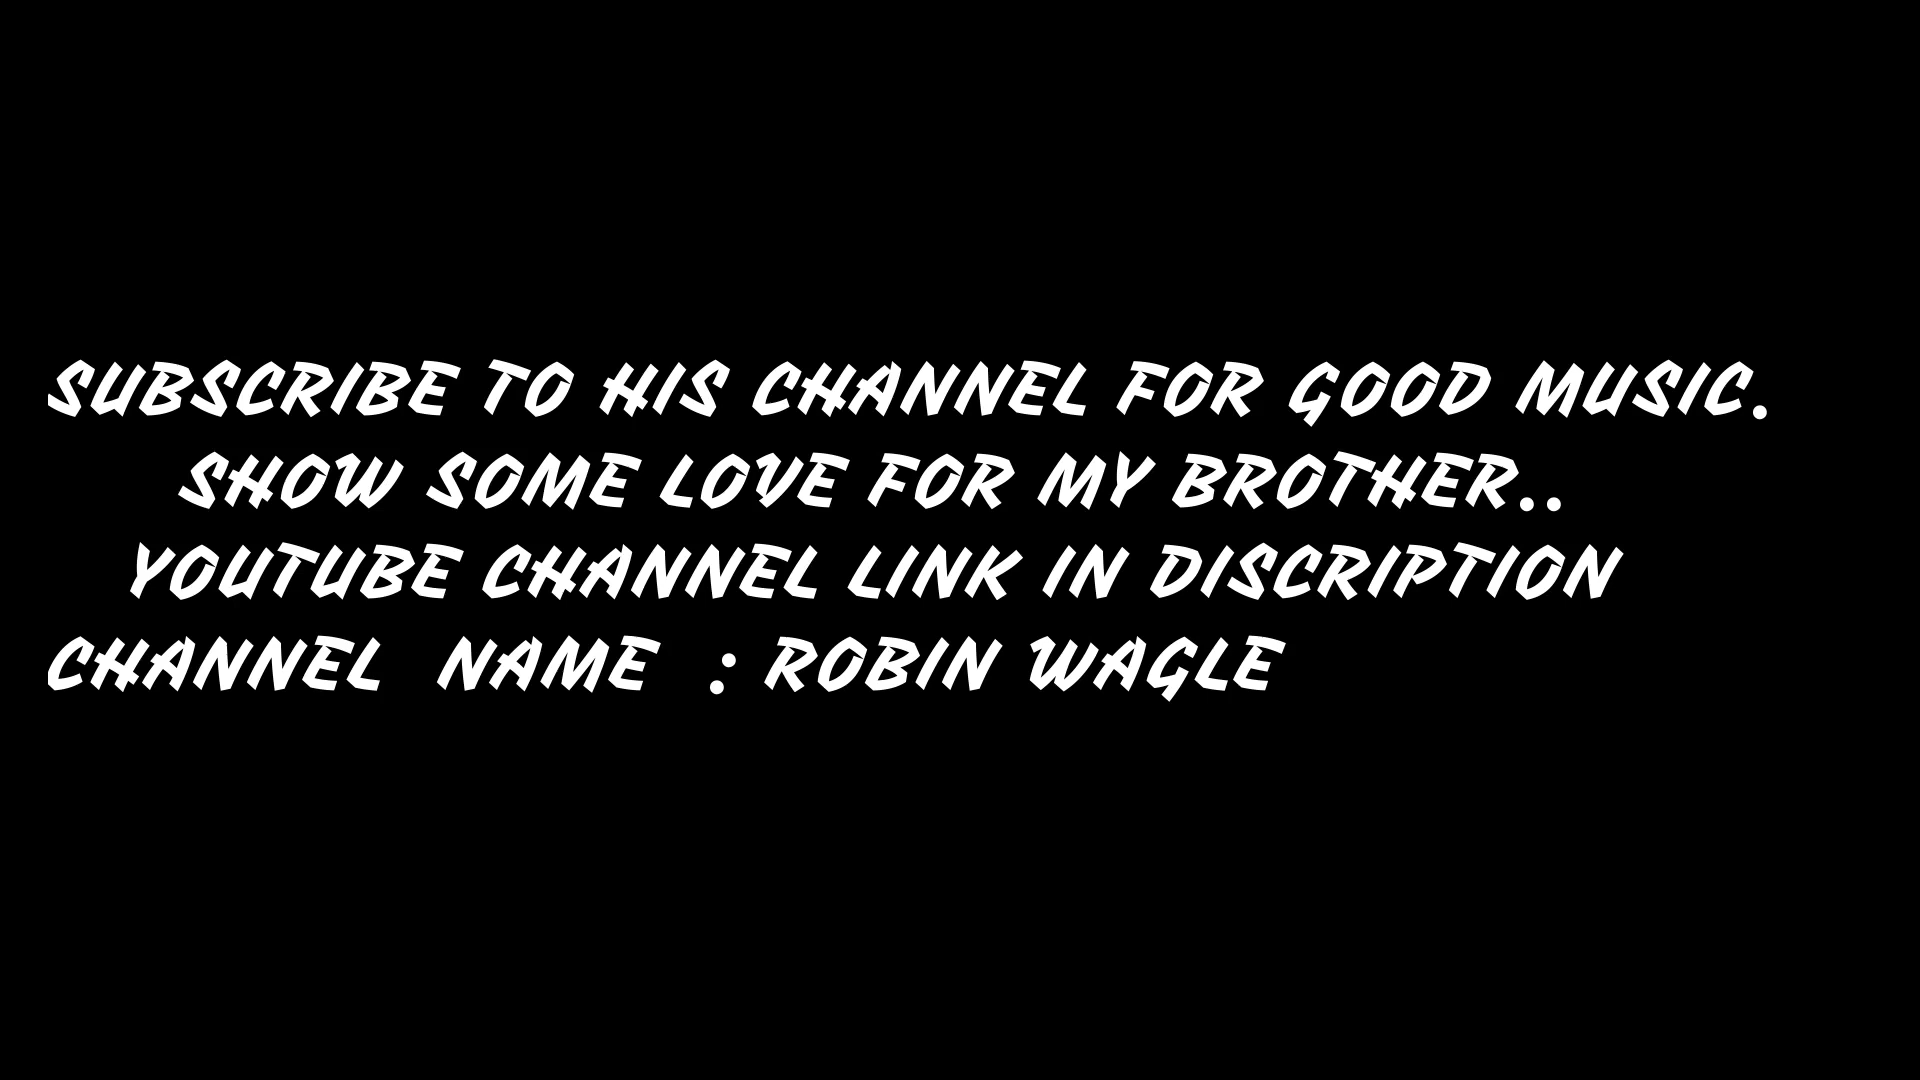 SUBSCRIBE TO HIS CHANNEL FOR GOOD MUSIC.
SHOW SOME LOVE FOR MY BROTHER..
YOUTUBE CHANNEL LINK IN DISCRIPTION
CHANNEL NAME : ROBIN WAGLE